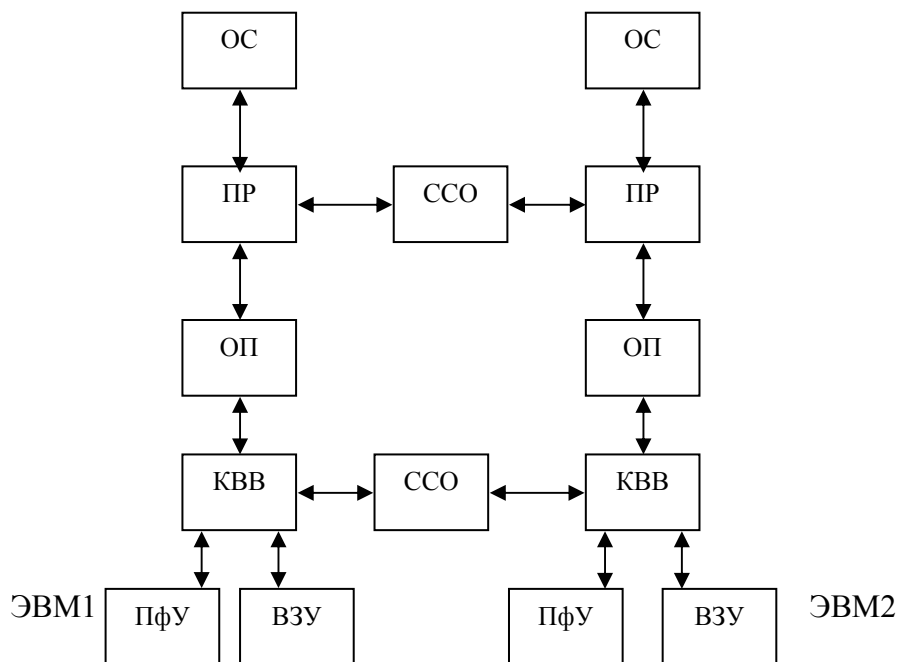 ОС ОС
ПР ССО ПР
ОП ОП
КВВ ССО КВВ
ЭВМ1 ПфУ ВЗУ ПфУ ВЗУ ЭВМ2